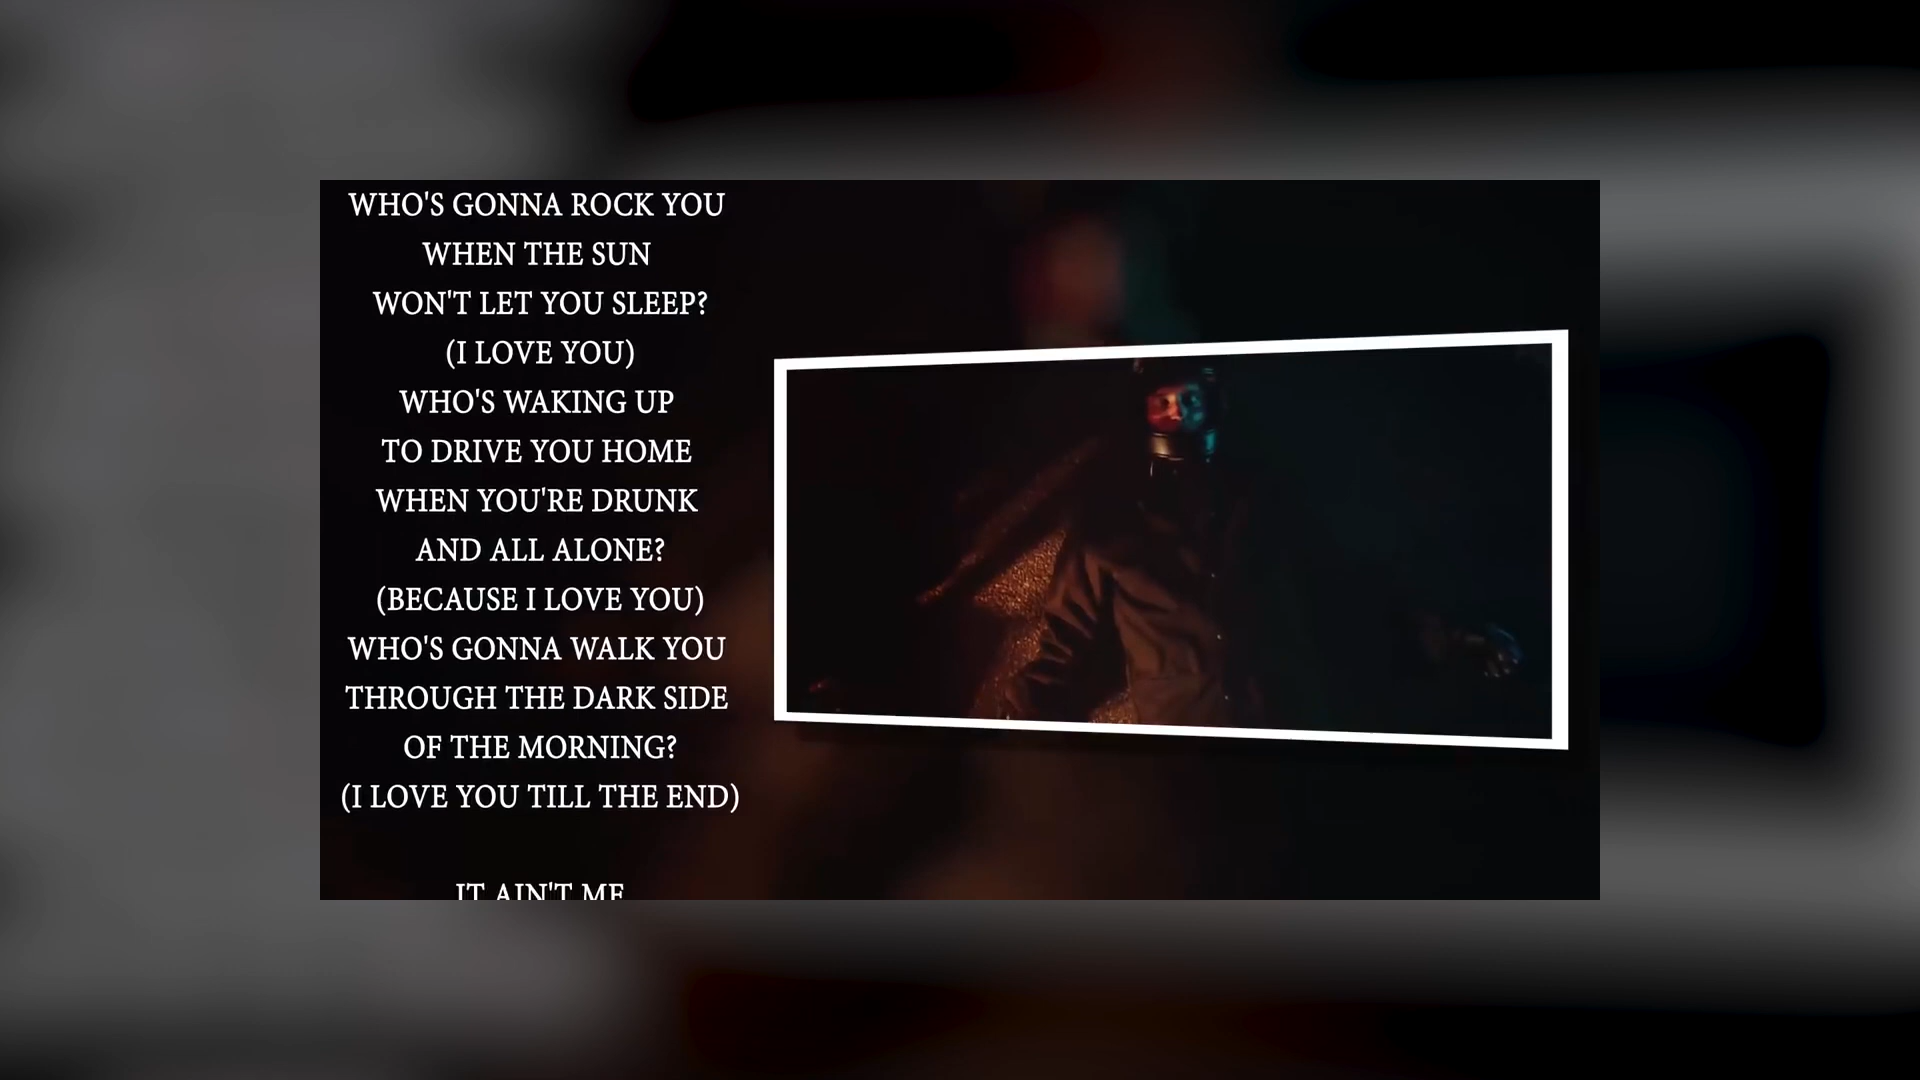 WHO'S GONNA ROCK YOU
WHEN THE SUN
WON'T LET YOU SLEEP?
(I LOVE YOU)
WHO'S WAKING UP
TO DRIVE YOU HOME
WHEN YOU'RE DRUNK
AND ALL ALONE?
(BECAUSE I LOVE YOU)
WHO'S GONNA WALK YOU
THROUGH THE DARK SIDE
OF THE MORNING?
(I LOVE YOU TILL THE END)
IT AIN'T ME